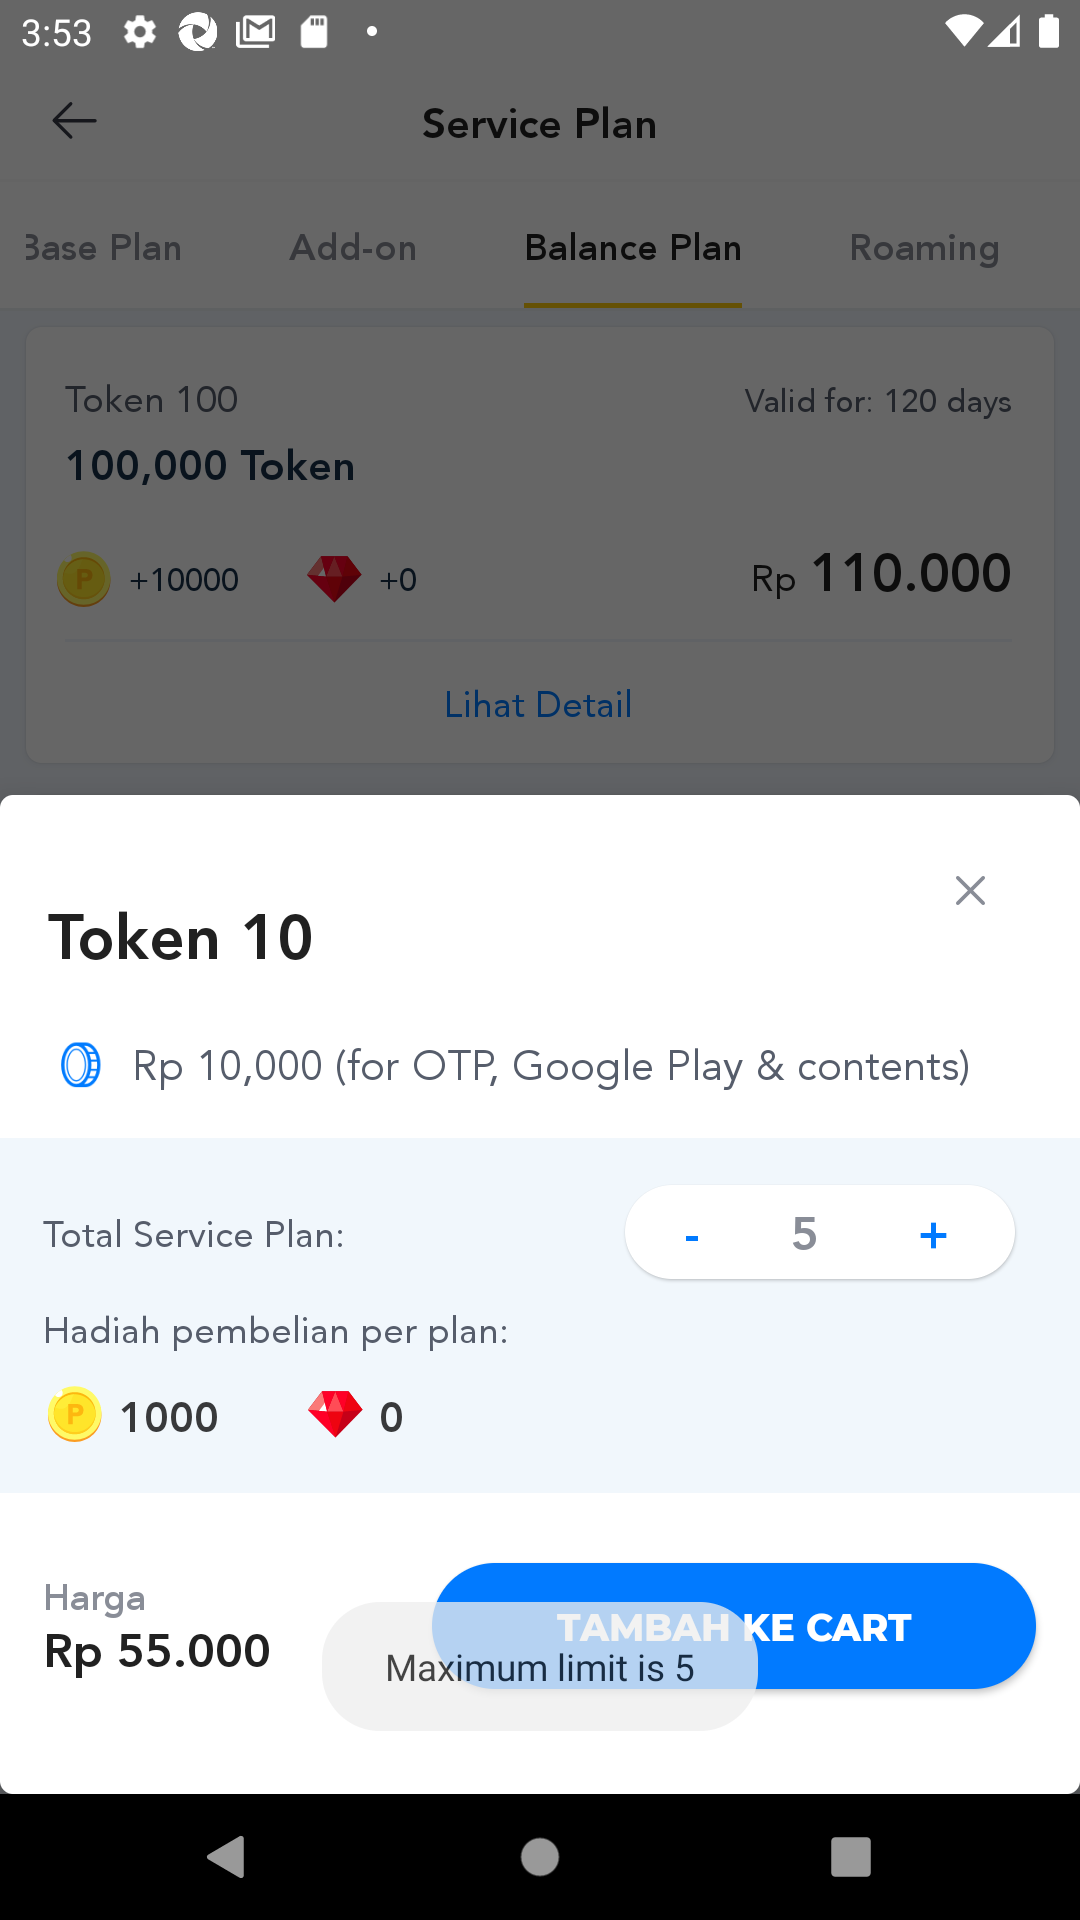 3:53
Service Plan
Base Plan Add-on Balance Plan Roaming
Token 100 Valid for: 120 days
100,000 Token
P +10000 +0 Rp 110.000
Lihat Detail
Token 10
Rp 10,000 (for OTP, Google Play & contents)
Total Service Plan: - 5 +
Hadiah pembelian per plan:
P 1000 0
Harga
Rp 55.000
TAMBAH KE CART
Maximum limit is 5